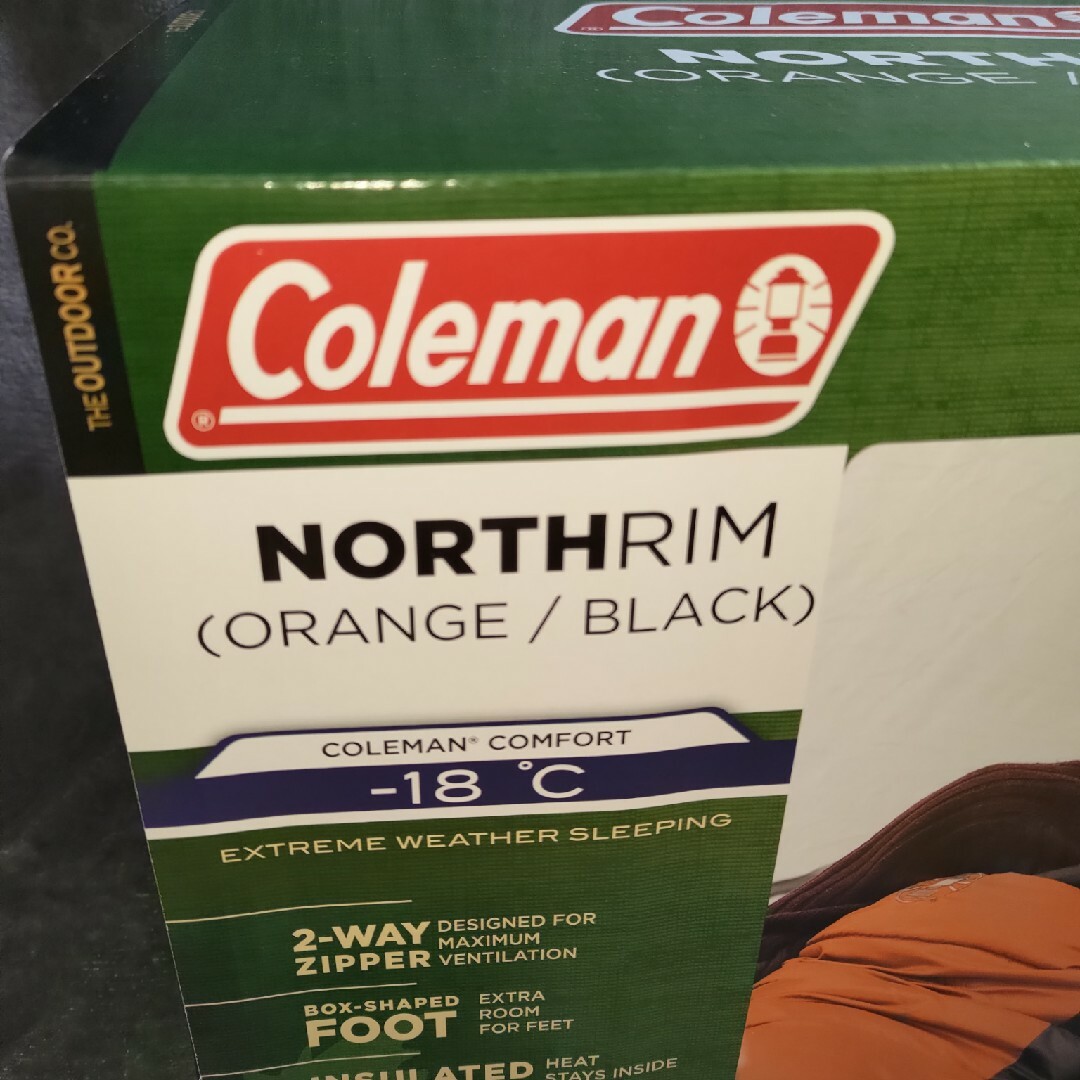 Coleman
NORTH
(ORANGE /
THE OUTDOOR CO.
Coleman
®
NORTHRIM
(ORANGE / BLACK)
COLEMAN® COMFORT
-18 °C
EXTREME WEATHER SLEEPING
2-WAY ZIPPER
DESIGNED FOR
MAXIMUM
VENTILATION
BOX-SHAPED
FOOT
EXTRA
ROOM
FOR FEET
INSULATED
HEAT
STAYS INSIDE